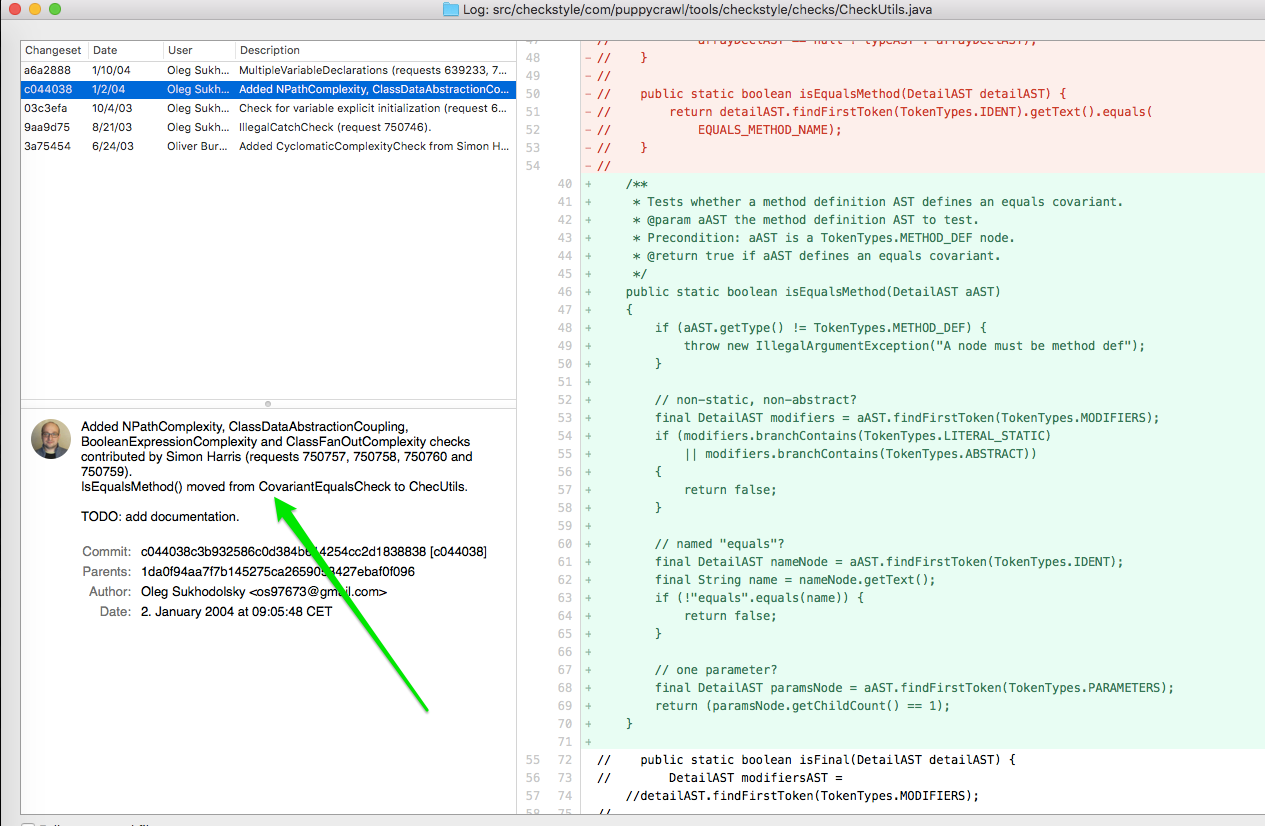 Log: src/checkstyle/com/puppycrawl/tools/checkstyle/checks/CheckUtils.java
Changeset Date User Description
a6a2888 1/10/04 Oleg Sukh... MultipleVariableDeclarations (requests 639233, 7...
c044038 1/2/04 Oleg Sukh... Added NPathComplexity, ClassDataAbstractionCo...
03c3efa 10/4/03 Oleg Sukh... Check for variable explicit initialization (request 6...
9aa9d75 8/21/03 Oleg Sukh... IllegalCatchCheck (request 750746).
3a75454 6/24/03 Oliver Bur... Added CyclomaticComplexityCheck from Simon H...
Added NPathComplexity, ClassDataAbstractionCoupling,
BooleanExpressionComplexity and ClassFanOutComplexity checks
contributed by Simon Harris (requests 750757, 750758, 750760 and
750759).
IsEqualsMethod() moved from CovariantEqualsCheck to ChecUtils.
TODO: add documentation.
Commit: [c044038]
Parents:
Author: Oleg Sukhodolsky <os97673@gmail.com>
Date: 2. January 2004 at 09:05:48 CET
47 // arrayDeclAST == null ? typeAST : arrayDeclAST);
48 - // }
49 - //
50 - // public static boolean isEqualsMethod(DetailAST detailAST) {
51 - // return detailAST.findFirstToken(TokenTypes.IDENT).getText().equals(
52 - // EQUALS_METHOD_NAME);
53 - // }
54 - //
40 + /**
41 + * Tests whether a method definition AST defines an equals covariant.
42 + * @param aAST the method definition AST to test.
43 + * Precondition: aAST is a TokenTypes.METHOD_DEF node.
44 + * @return true if aAST defines an equals covariant.
45 + */
46 + public static boolean isEqualsMethod(DetailAST aAST)
47 + {
48 + if (aAST.getType() != TokenTypes.METHOD_DEF) {
49 + throw new IllegalArgumentException("A node must be method def");
50 + }
51 +
52 + // non-static, non-abstract?
53 + final DetailAST modifiers = aAST.findFirstToken(TokenTypes.MODIFIERS);
54 + if (modifiers.branchContains(TokenTypes.LITERAL_STATIC)
55 + || modifiers.branchContains(TokenTypes.ABSTRACT))
56 + {
57 + return false;
58 + }
59 +
60 + // named "equals"?
61 + final DetailAST nameNode = aAST.findFirstToken(TokenTypes.IDENT);
62 + final String name = nameNode.getText();
63 + if (!"equals".equals(name)) {
64 + return false;
65 + }
66 +
67 + // one parameter?
68 + final DetailAST paramsNode = aAST.findFirstToken(TokenTypes.PARAMETERS);
69 + return (paramsNode.getChildCount() == 1);
70 + }
71 +
55 72 // public static boolean isFinal(DetailAST detailAST) {
56 73 // DetailAST modifiersAST =
57 74 //detailAST.findFirstToken(TokenTypes.MODIFIERS);
58 75 //